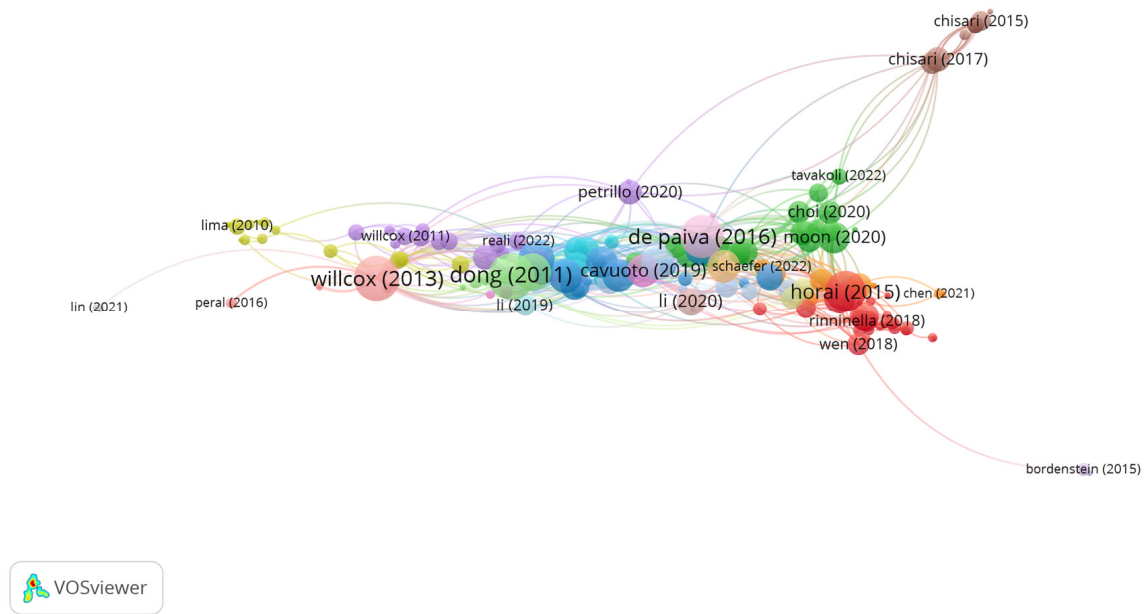 chisari (2015)
chisari (2017)
tavakoli (2022)
petrillo (2020)
choi (2020)
lima (2010)
willcox (2011)
reali (2022)
de paiva (2016)
moon (2020)
willcox (2013)
dong (2011)
cavuoto (2019)
schaefer (2022)
lin (2021)
peral (2016)
li (2019)
li (2020)
horai (2015)
chen (2021)
rinninella (2018)
wen (2018)
bordenstein (2015)
VOSviewer